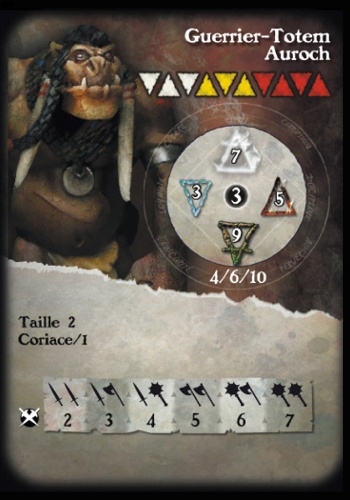 Guerrier-Totem
Auroch
7
3
3
5
9
4/6/10
Taille 2
Coriace/1
2 3 4 5 6 7